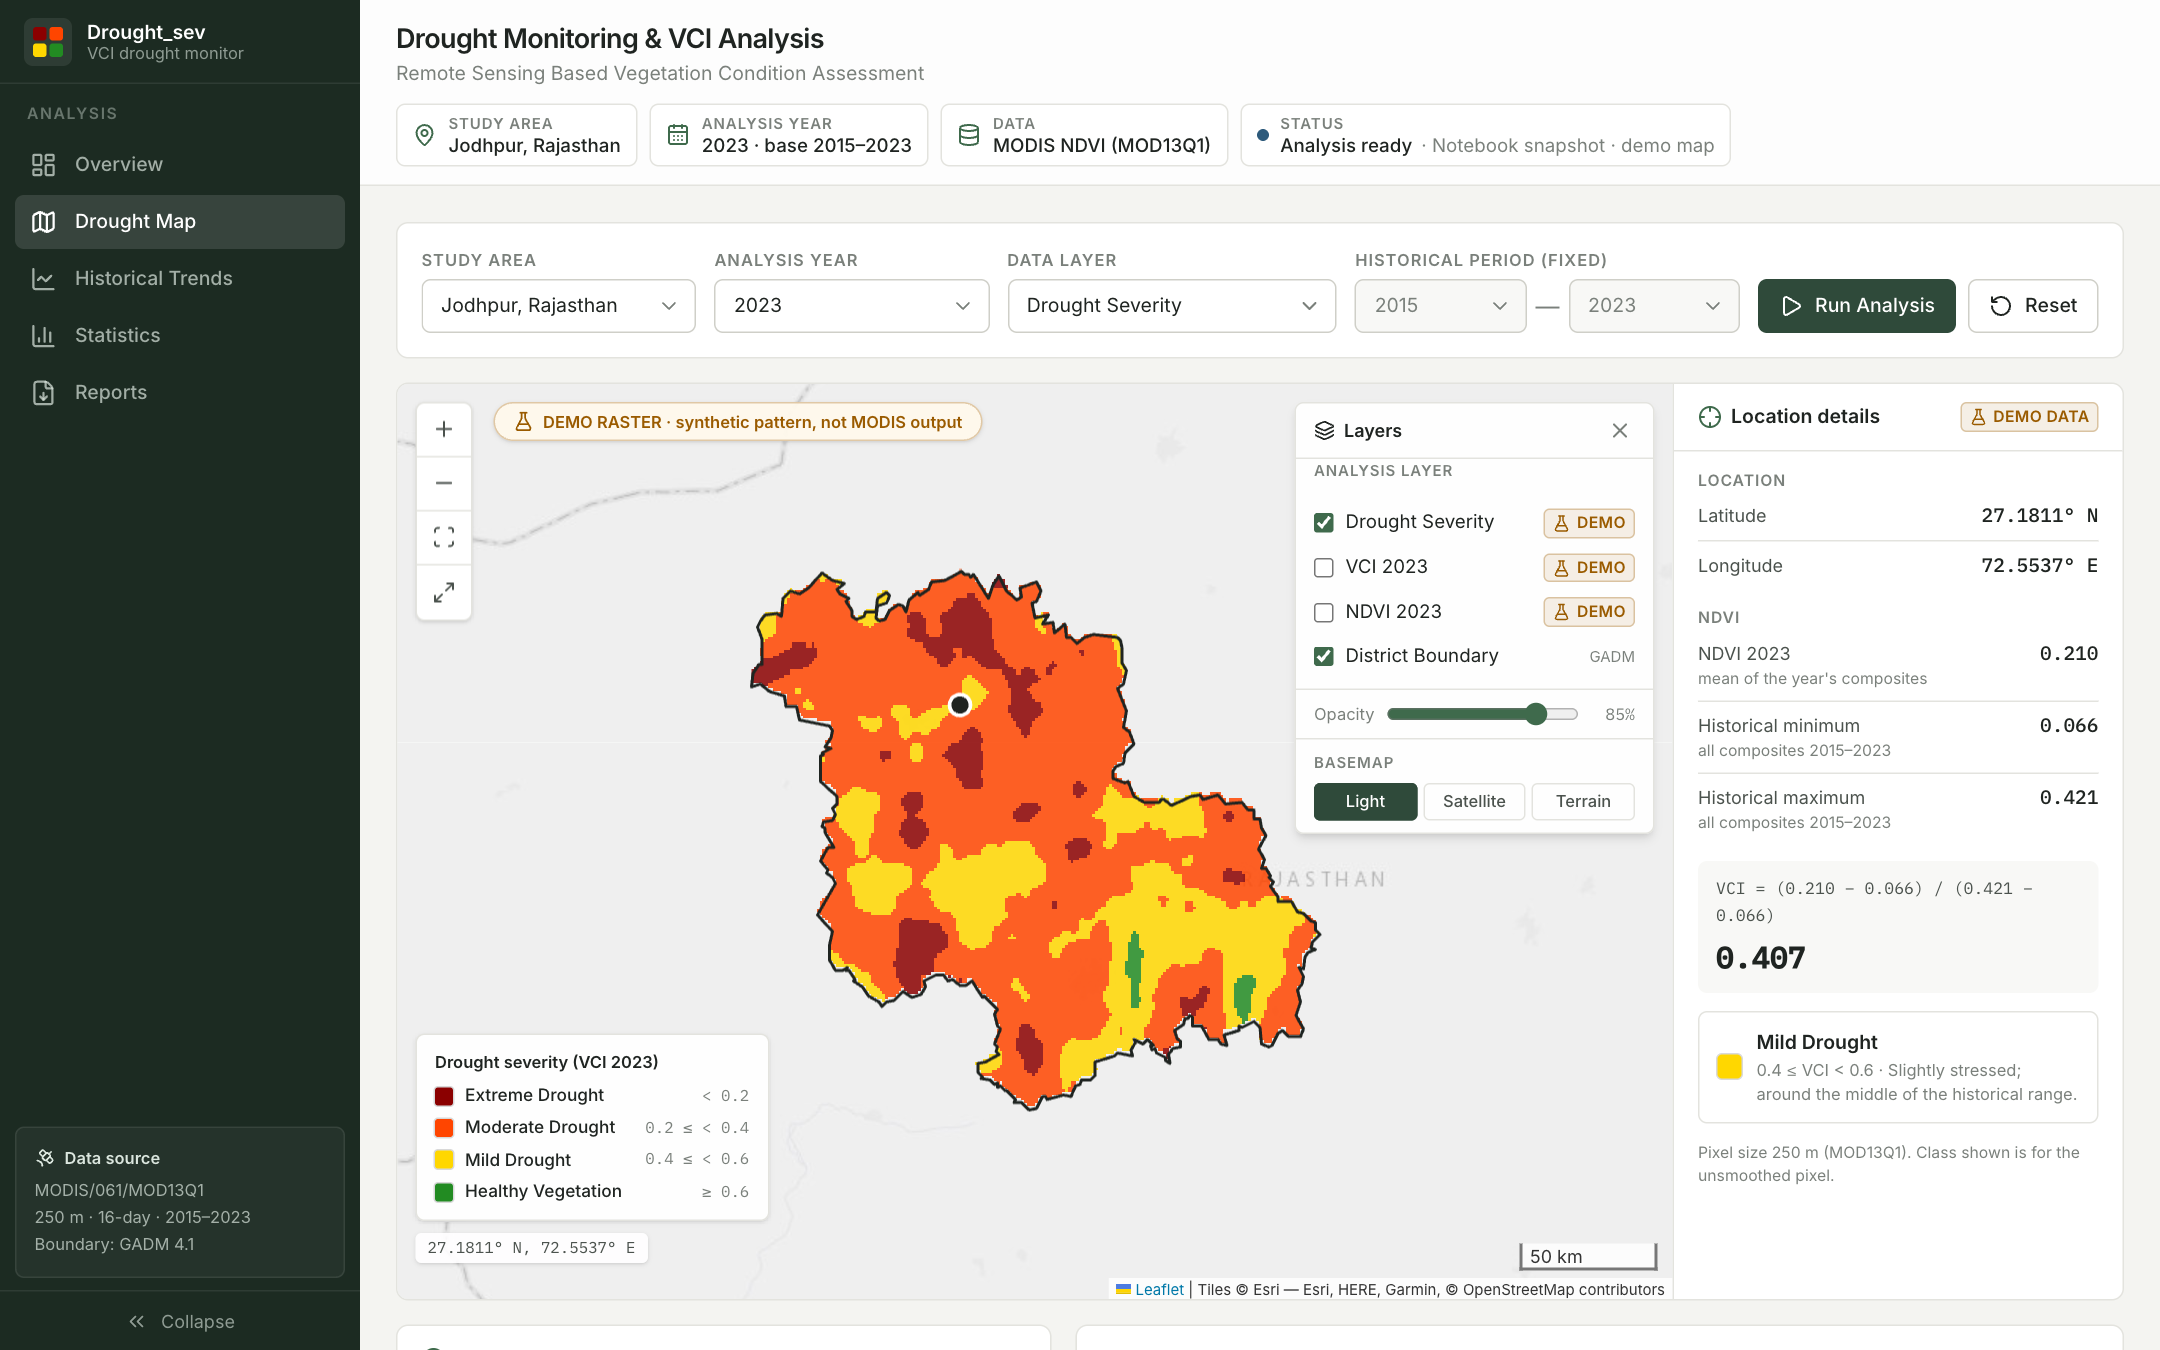 Drought_sev
VCI drought monitor
ANALYSIS
Overview
Drought Map
Historical Trends
Statistics
Reports
Data source
MODIS/061/MOD13Q1
250 m · 16-day · 2015–2023
Boundary: GADM 4.1
Collapse
Drought Monitoring & VCI Analysis
Remote Sensing Based Vegetation Condition Assessment
STUDY AREA
Jodhpur, Rajasthan
ANALYSIS YEAR
2023 · base 2015–2023
DATA
MODIS NDVI (MOD13Q1)
STATUS
Analysis ready · Notebook snapshot · demo map
STUDY AREA
Jodhpur, Rajasthan
ANALYSIS YEAR
2023
DATA LAYER
Drought Severity
HISTORICAL PERIOD (FIXED)
2015 — 2023
Run Analysis
Reset
DEMO RASTER · synthetic pattern, not MODIS output
Layers
ANALYSIS LAYER
Drought Severity DEMO
VCI 2023 DEMO
NDVI 2023 DEMO
District Boundary GADM
Opacity 85%
BASEMAP
Light Satellite Terrain
JASTHAN
Drought severity (VCI 2023)
Extreme Drought < 0.2
Moderate Drought 0.2 ≤ < 0.4
Mild Drought 0.4 ≤ < 0.6
Healthy Vegetation ≥ 0.6
27.1811° N, 72.5537° E
50 km
Leaflet | Tiles © Esri — Esri, HERE, Garmin, © OpenStreetMap contributors
Location details
DEMO DATA
LOCATION
Latitude 27.1811° N
Longitude 72.5537° E
NDVI
NDVI 2023 0.210
mean of the year's composites
Historical minimum 0.066
all composites 2015–2023
Historical maximum 0.421
all composites 2015–2023
VCI = (0.210 − 0.066) / (0.421 −
0.066)
0.407
Mild Drought
0.4 ≤ VCI < 0.6 · Slightly stressed;
around the middle of the historical range.
Pixel size 250 m (MOD13Q1). Class shown is for the
unsmoothed pixel.